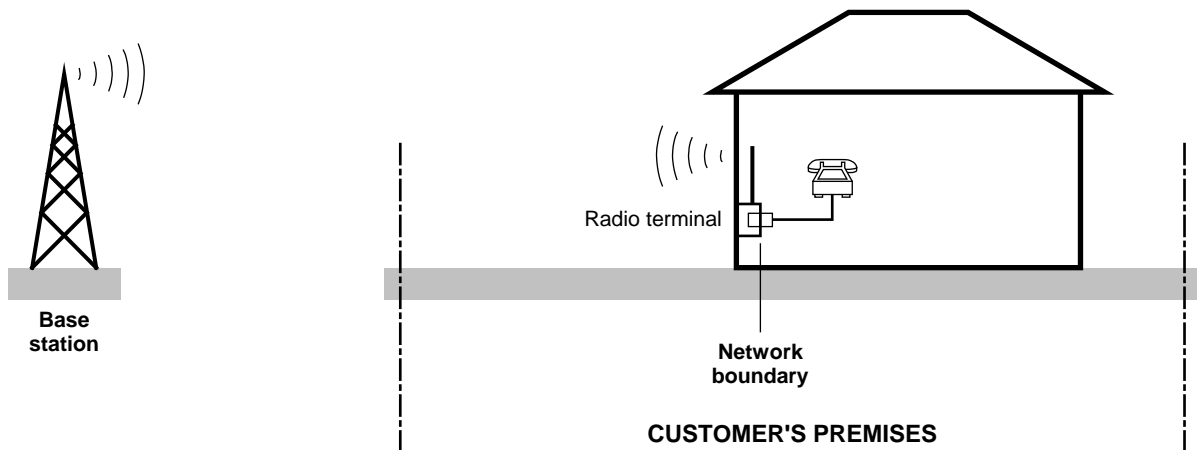 Radio terminal
Base
station
Network
boundary
CUSTOMER'S PREMISES